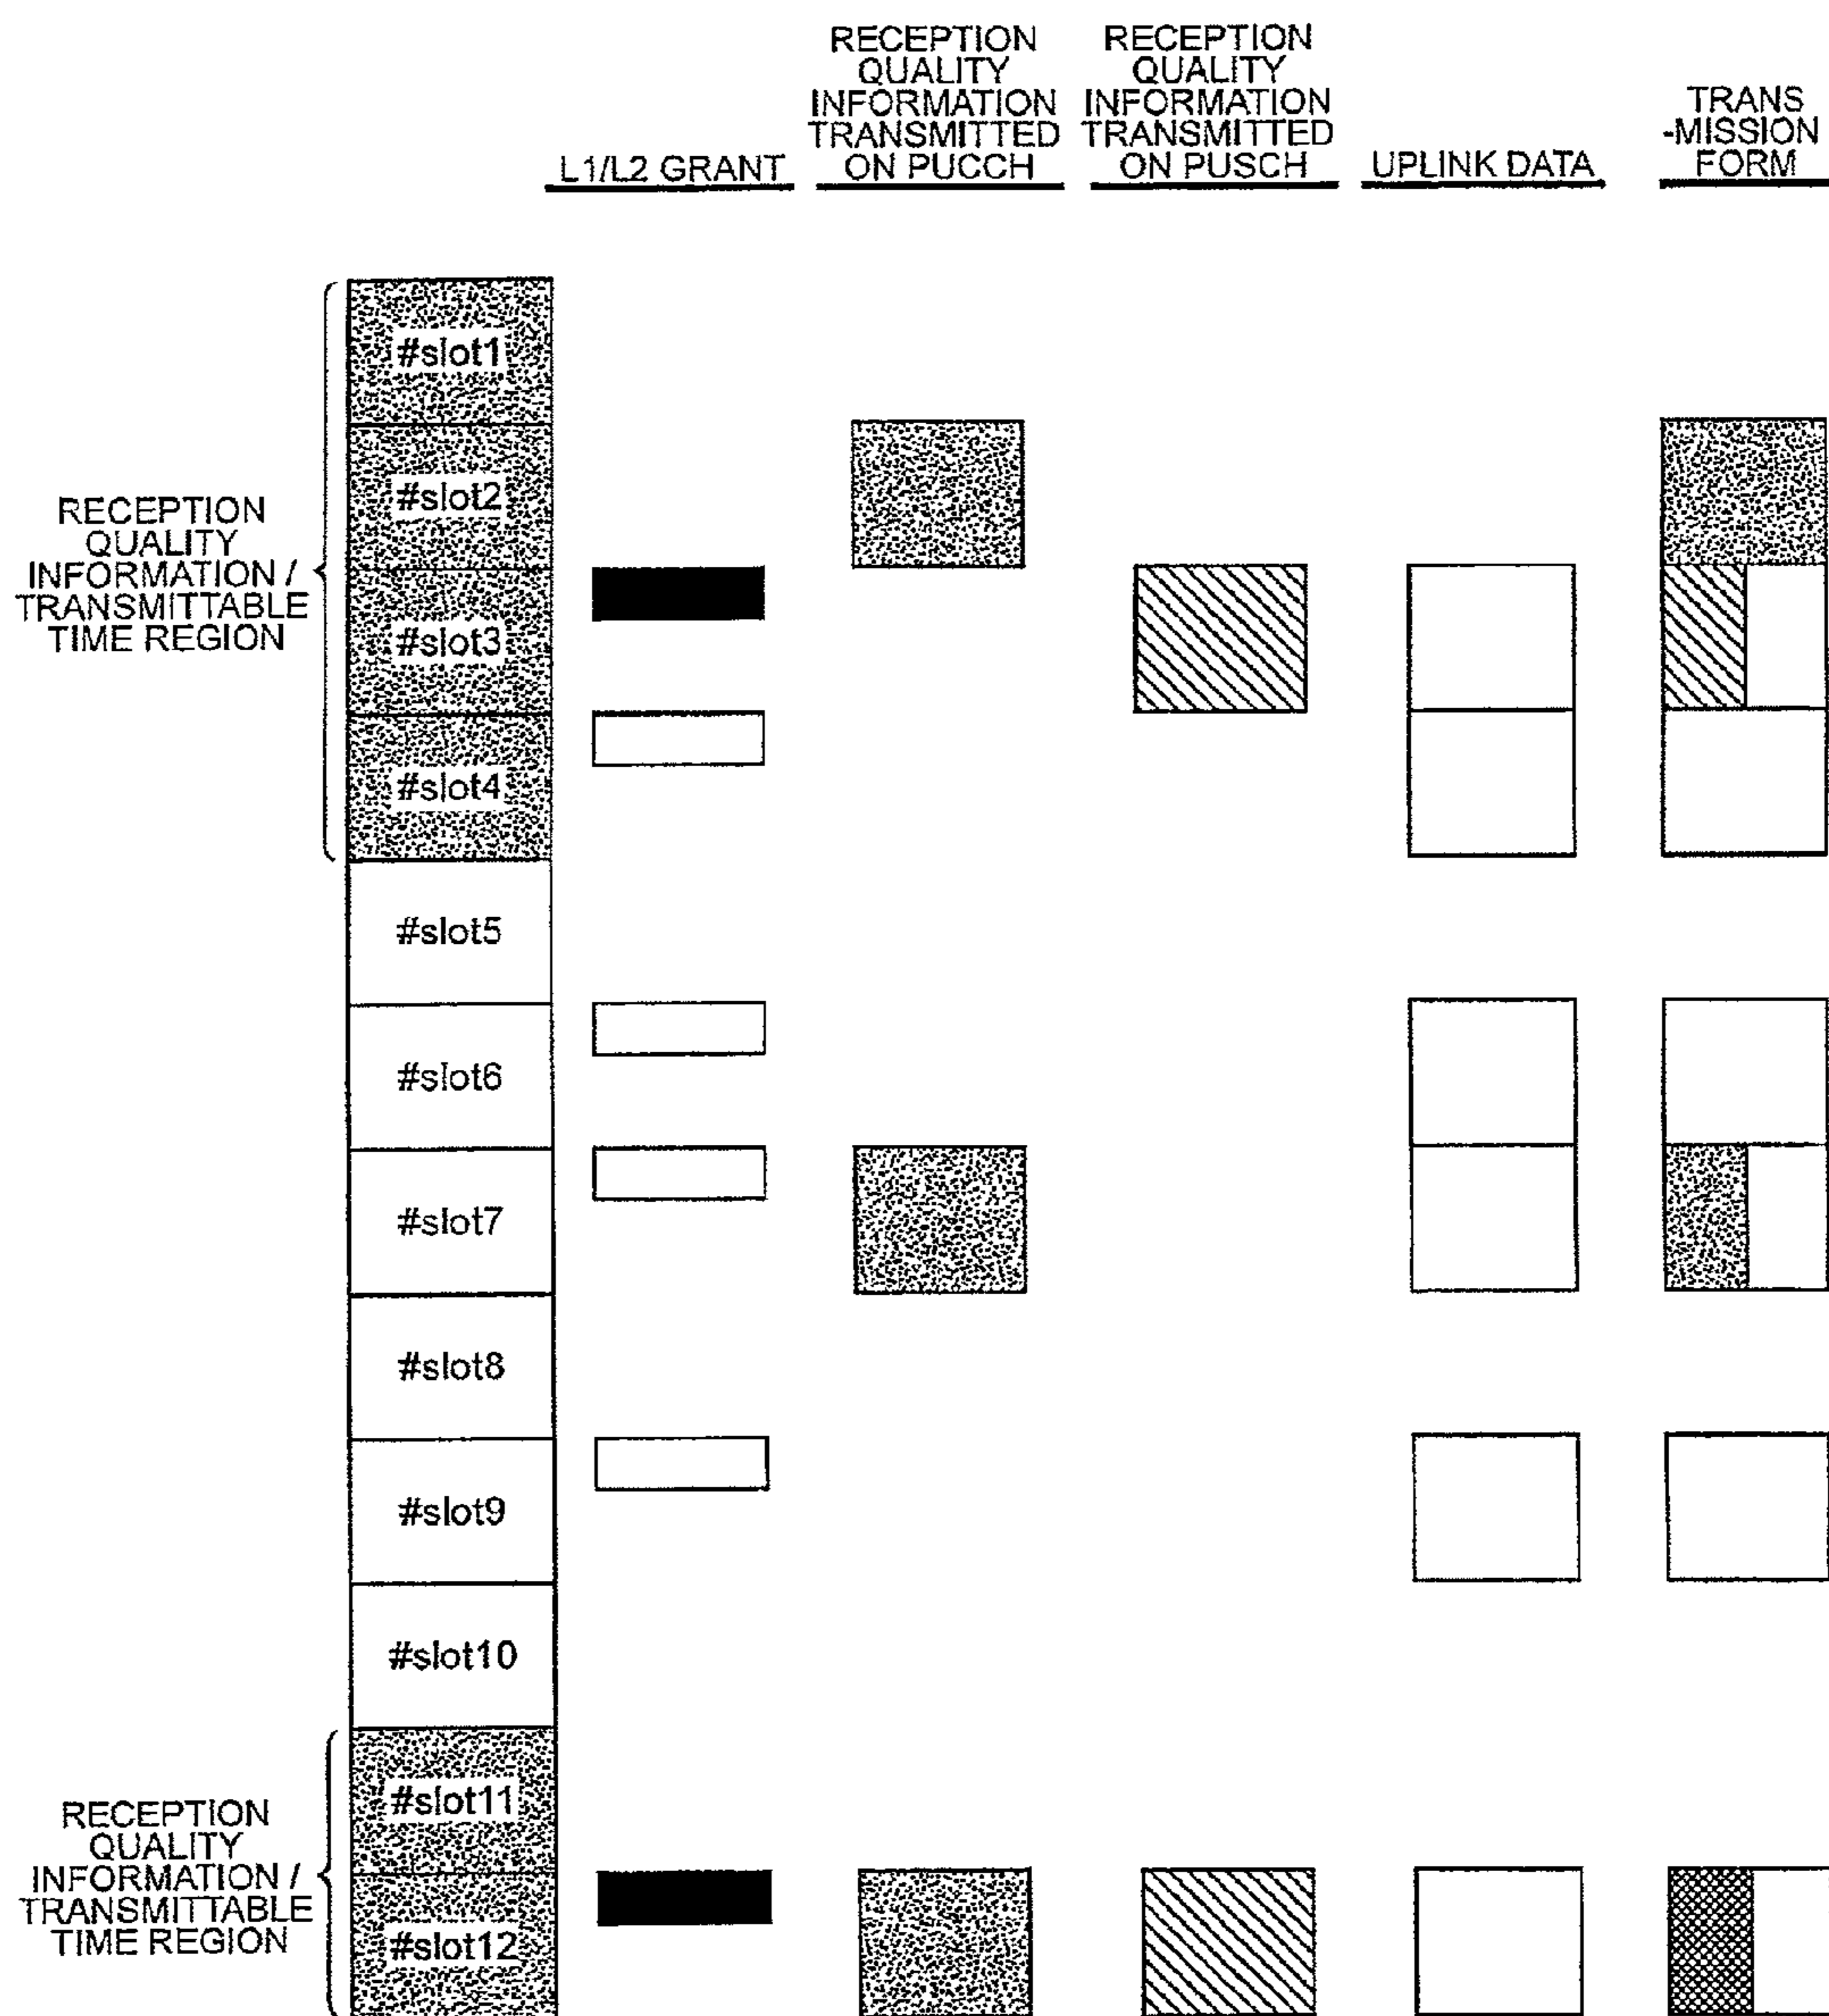 RECEPTION
QUALITY
INFORMATION
TRANSMITTED
ON PUCCH
RECEPTION
QUALITY
INFORMATION
TRANSMITTED
ON PUSCH
L1/L2 GRANT
UPLINK DATA
TRANS
-MISSION
FORM
RECEPTION
QUALITY
INFORMATION /
TRANSMITTABLE
TIME REGION
#slot1
#slot2
#slot3
#slot4
#slot5
#slot6
#slot7
#slot8
#slot9
#slot10
RECEPTION
QUALITY
INFORMATION /
TRANSMITTABLE
TIME REGION
#slot11
#slot12